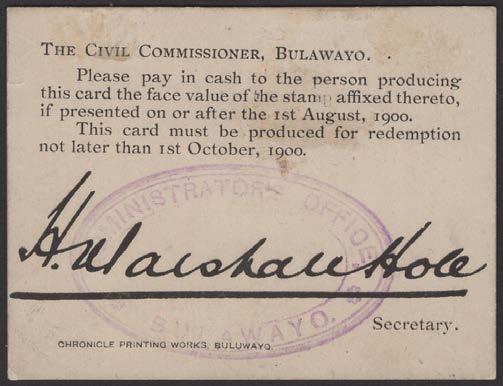 THE CIVIL COMMISSIONER, BULAWAYO.
Please pay in cash to the person producing
this card the face value of the stamp affixed thereto,
if presented on or after the 1st August, 1900.
This card must be produced for redemption
not later than 1st October, 1900.
ADMINISTRATOR'S OFFICE
H. Marshall Hole
BULAWAYO.
Secretary.
CHRONICLE PRINTING WORKS, BULUWAYO.